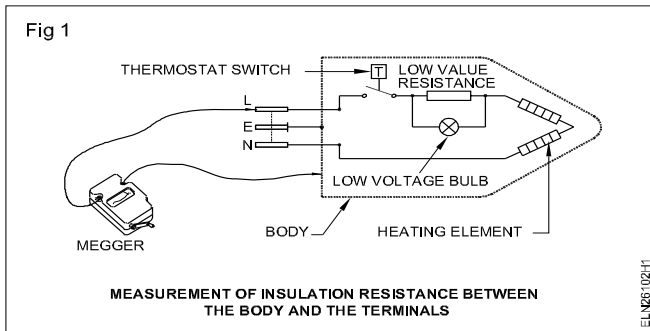 Fig 1
THERMOSTAT SWITCH
T
LOW VALUE
RESISTANCE
L
E
N
LOW VOLTAGE BULB
MEGGER
BODY
HEATING ELEMENT
MEASUREMENT OF INSULATION RESISTANCE BETWEEN
THE BODY AND THE TERMINALS
ELN26102H1